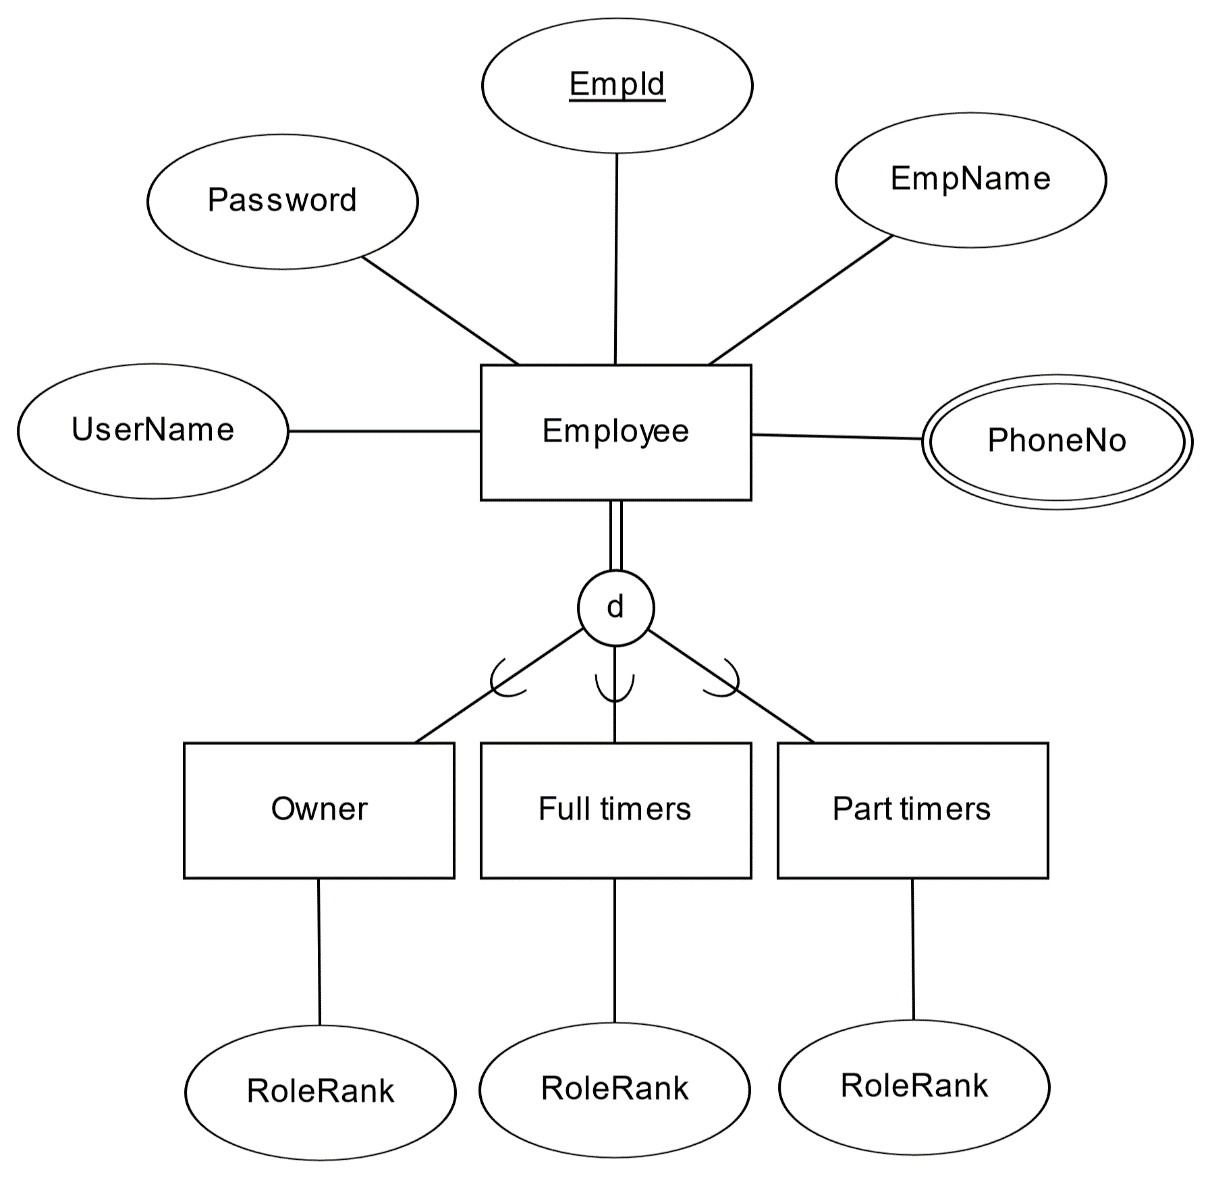 EmpId
EmpName
Password
UserName
Employee
PhoneNo
d
Owner
Full timers
Part timers
RoleRank
RoleRank
RoleRank